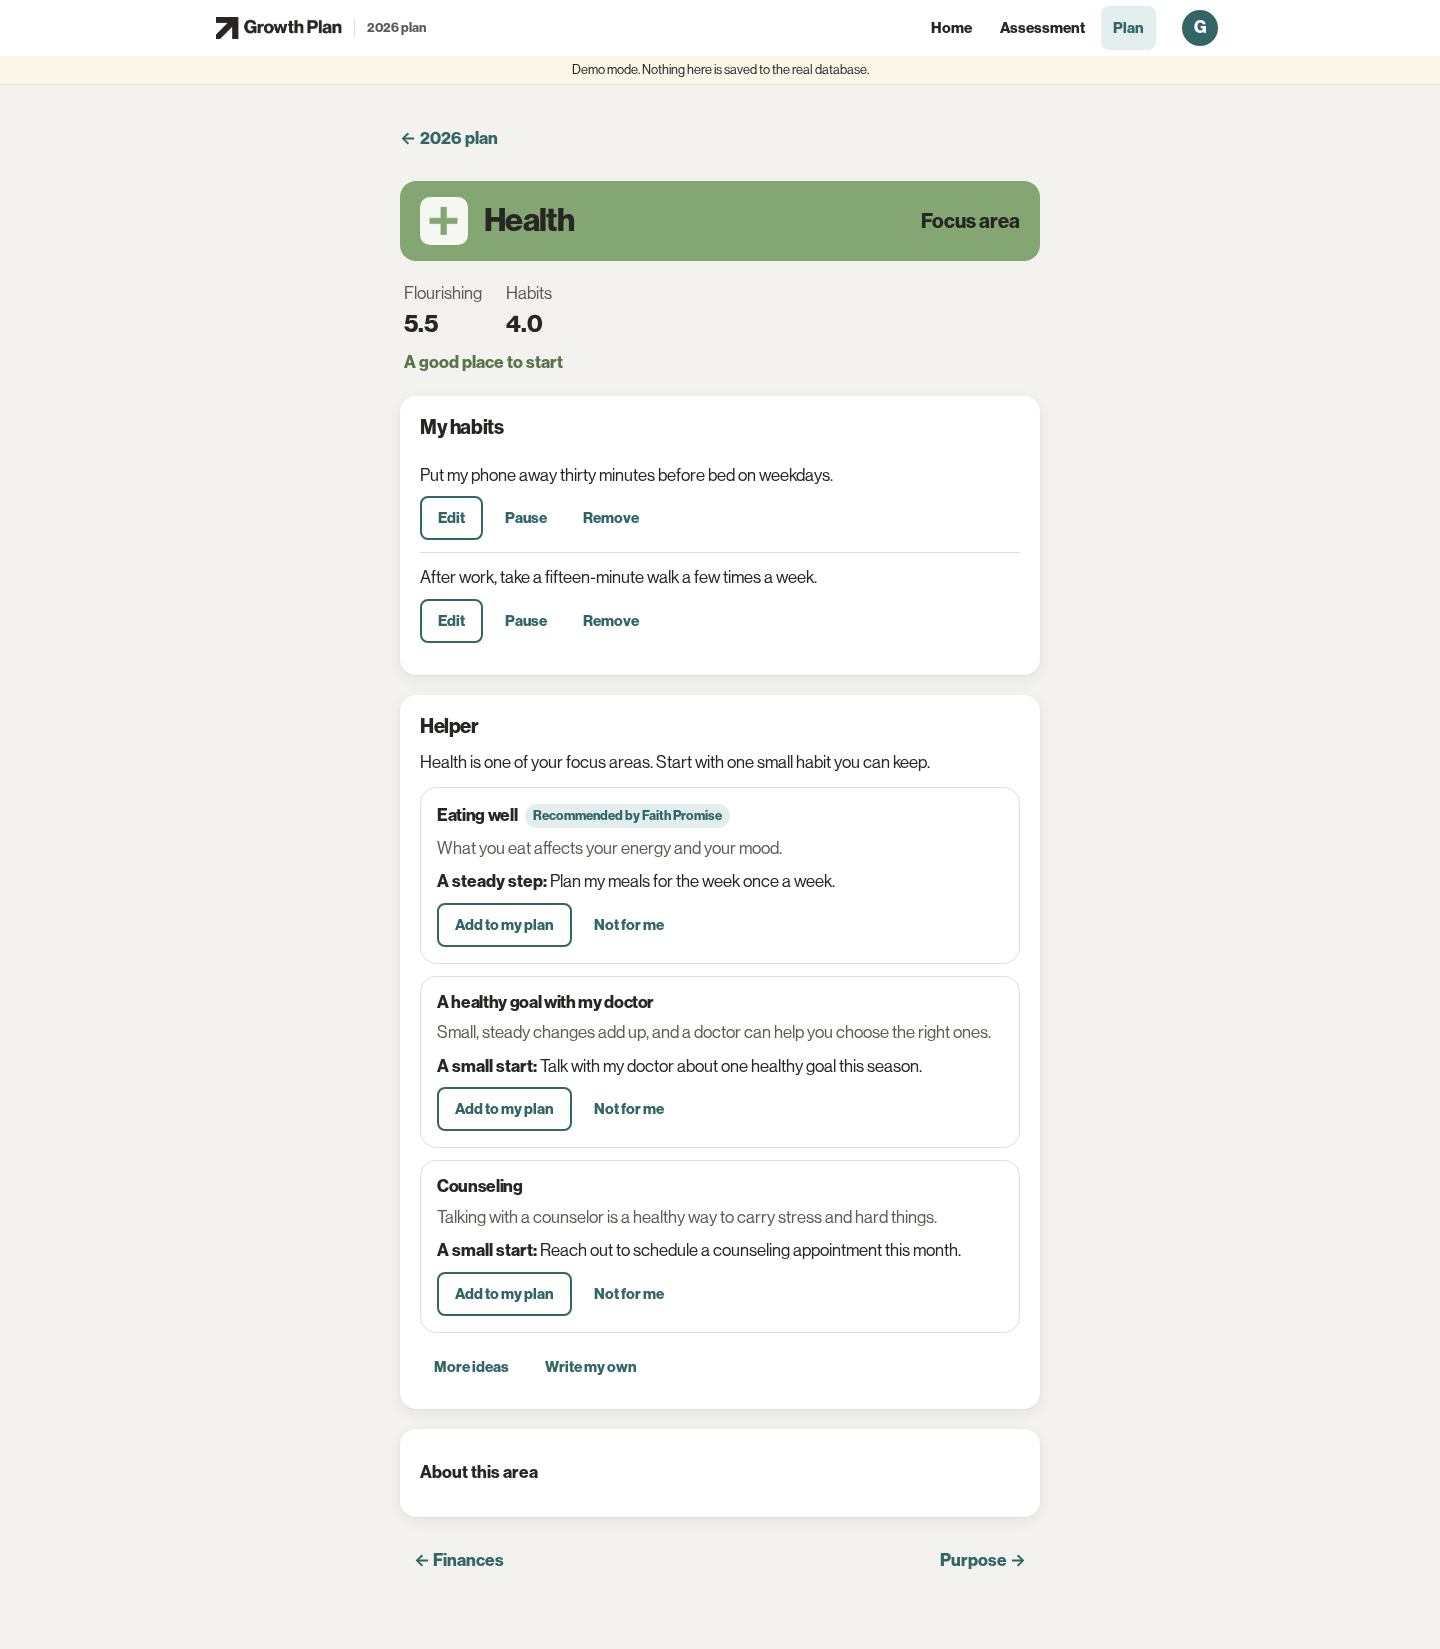 Growth Plan
2026 plan
Home
Assessment
Plan
G
Demo mode. Nothing here is saved to the real database.
← 2026 plan
Health
Focus area
Flourishing
Habits
5.5
4.0
A good place to start
My habits
Put my phone away thirty minutes before bed on weekdays.
Edit
Pause
Remove
After work, take a fifteen-minute walk a few times a week.
Edit
Pause
Remove
Helper
Health is one of your focus areas. Start with one small habit you can keep.
Eating well
Recommended by Faith Promise
What you eat affects your energy and your mood.
A steady step: Plan my meals for the week once a week.
Add to my plan
Not for me
A healthy goal with my doctor
Small, steady changes add up, and a doctor can help you choose the right ones.
A small start: Talk with my doctor about one healthy goal this season.
Add to my plan
Not for me
Counseling
Talking with a counselor is a healthy way to carry stress and hard things.
A small start: Reach out to schedule a counseling appointment this month.
Add to my plan
Not for me
More ideas
Write my own
About this area
← Finances
Purpose →